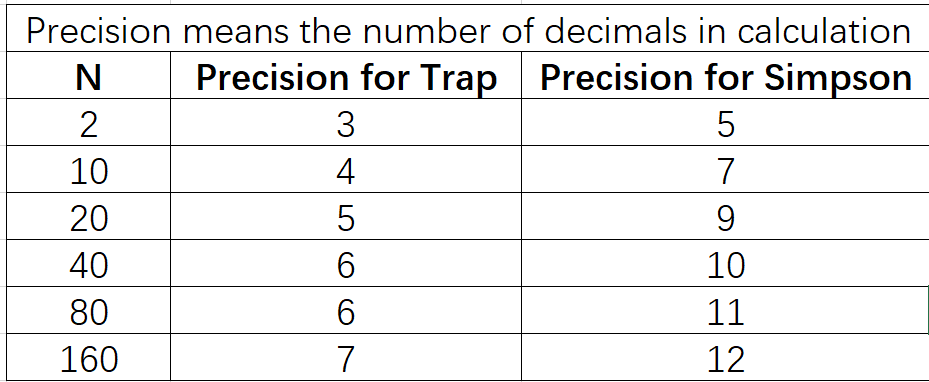 Precision means the number of decimals in calculation
N Precision for Trap Precision for Simpson
2 3 5
10 4 7
20 5 9
40 6 10
80 6 11
160 7 12